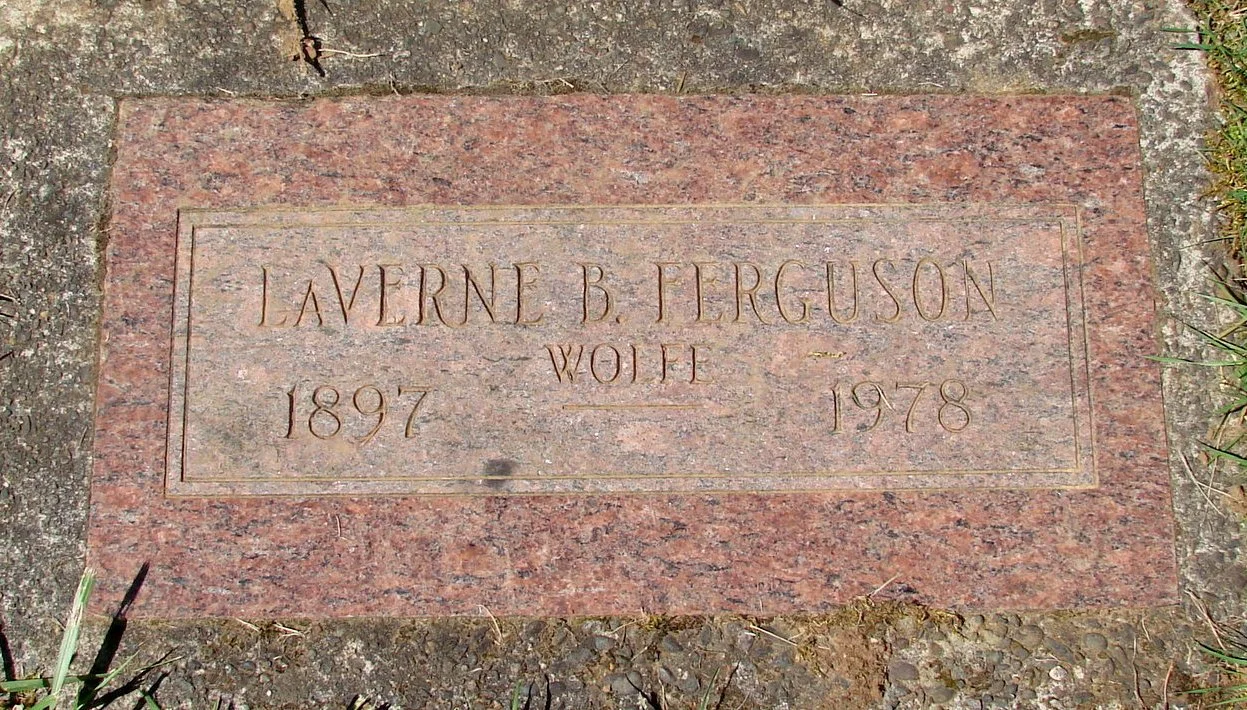 LAVERNE B. FERGUSON
WOLFE
1897 1978